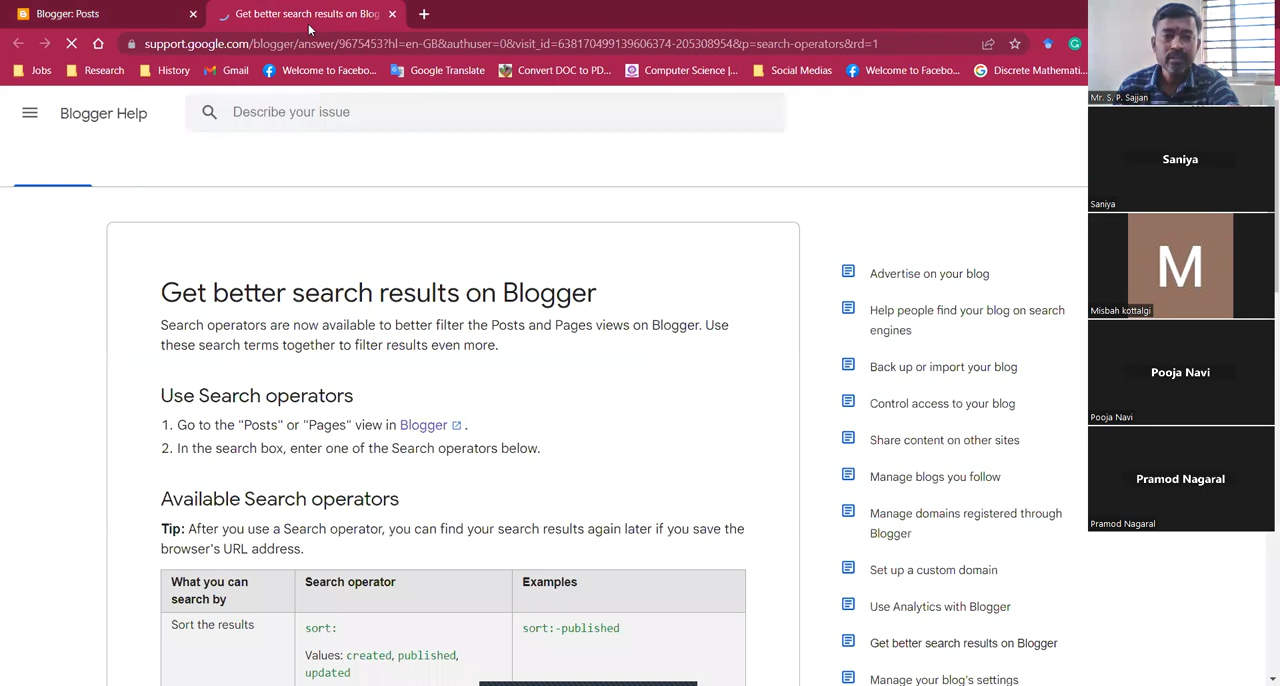 Blogger: Posts
Get better search results on Blog
support.google.com/blogger/answer/9675453?hl=en-GB&authuser=0&visit_id=638170499139606374-205308954&p=search-operators&rd=1
Jobs Research History Gmail Welcome to Facebo... Google Translate Convert DOC to PD... Computer Science |... Social Medias Welcome to Facebo... Discrete Mathemati...
Blogger Help
Describe your issue
Get better search results on Blogger
Search operators are now available to better filter the Posts and Pages views on Blogger. Use
these search terms together to filter results even more.
Use Search operators
1. Go to the "Posts" or "Pages" view in Blogger .
2. In the search box, enter one of the Search operators below.
Available Search operators
Tip: After you use a Search operator, you can find your search results again later if you save the
browser's URL address.
What you can
search by
Search operator
Examples
Sort the results
sort:
Values: created, published,
updated
sort:-published
Advertise on your blog
Help people find your blog on search
engines
Back up or import your blog
Control access to your blog
Share content on other sites
Manage blogs you follow
Manage domains registered through
Blogger
Set up a custom domain
Use Analytics with Blogger
Get better search results on Blogger
Manage your blog's settings
Mr. S. P. Sajjan
Saniya
Saniya
M
Misbah kottalgi
Pooja Navi
Pooja Navi
Pramod Nagaral
Pramod Nagaral